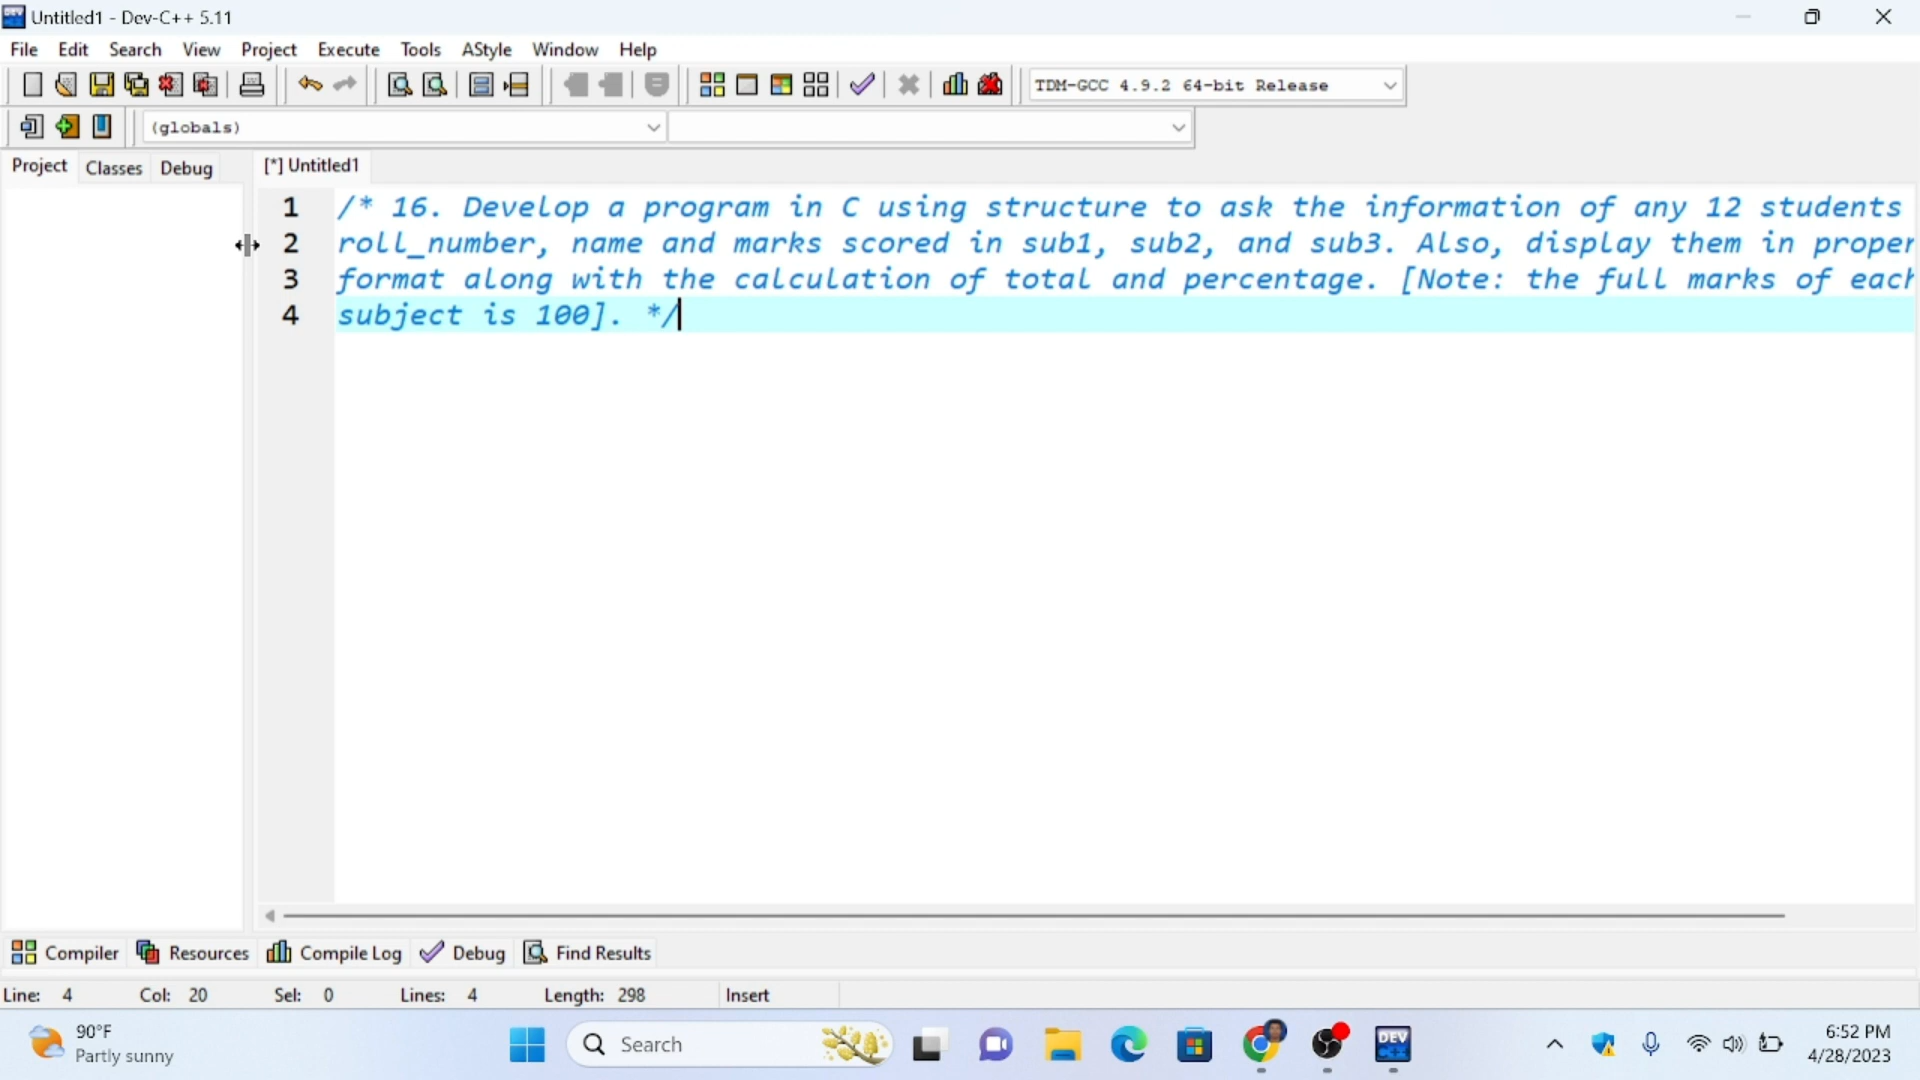 Untitled1 - Dev-C++ 5.11
File Edit Search View Project Execute Tools AStyle Window Help
TDM-GCC 4.9.2 64-bit Release
(globals)
Project Classes Debug [*] Untitled1
1 /* 16. Develop a program in C using structure to ask the information of any 12 students
2 roll_number, name and marks scored in sub1, sub2, and sub3. Also, display them in proper
3 format along with the calculation of total and percentage. [Note: the full marks of each
4 subject is 100]. */
Compiler Resources Compile Log Debug Find Results
Line: 4 Col: 20 Sel: 0 Lines: 4 Length: 298 Insert
90°F
Partly sunny
Search
DEV
6:52 PM
4/28/2023